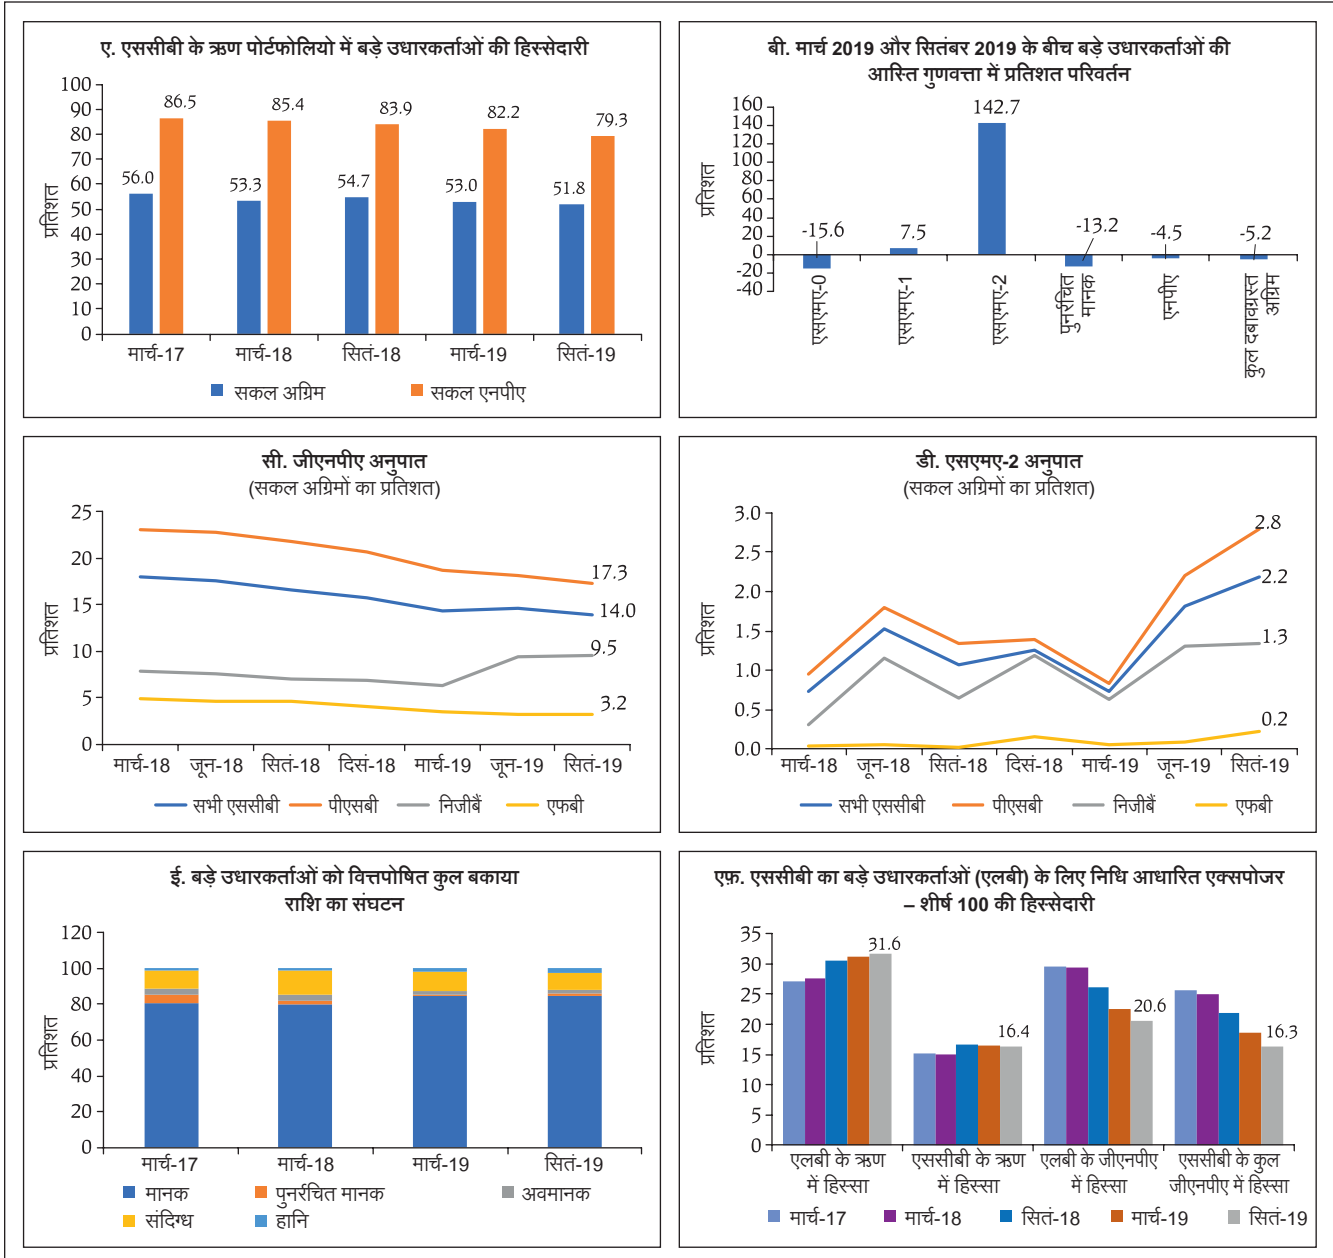 ए. एससीबी के ऋण पोर्टफोलियो में बड़े उधारकर्ताओं की हिस्सेदारी
प्रतिशत
100
90
80
70
60
50
40
30
20
10
0
56.0
86.5
53.3
85.4
54.7
83.9
53.0
82.2
51.8
79.3
मार्च-17 मार्च-18 सितं-18 मार्च-19 सितं-19
सकल अग्रिम सकल एनपीए
बी. मार्च 2019 और सितंबर 2019 के बीच बड़े उधारकर्ताओं की
आस्ति गुणवत्ता में प्रतिशत परिवर्तन
प्रतिशत
160
140
120
100
80
60
40
20
0
-20
-40
-15.6
7.5
142.7
-13.2
-4.5
-5.2
एसएमए-0
एसएमए-1
एसएमए-2
पुनर्रचित
मानक
एनपीए
कुल दबावग्रस्त
अग्रिम
सी. जीएनपीए अनुपात
(सकल अग्रिमों का प्रतिशत)
प्रतिशत
25
20
15
10
5
0
17.3
14.0
9.5
3.2
मार्च-18 जून-18 सितं-18 दिसं-18 मार्च-19 जून-19 सितं-19
सभी एससीबी पीएसबी निजीबैं एफबी
डी. एसएमए-2 अनुपात
(सकल अग्रिमों का प्रतिशत)
प्रतिशत
3.0
2.5
2.0
1.5
1.0
0.5
0.0
2.8
2.2
1.3
0.2
मार्च-18 जून-18 सितं-18 दिसं-18 मार्च-19 जून-19 सितं-19
सभी एससीबी पीएसबी निजीबैं एफबी
ई. बड़े उधारकर्ताओं को वित्तपोषित कुल बकाया
राशि का संघटन
प्रतिशत
120
100
80
60
40
20
0
मार्च-17 मार्च-18 मार्च-19 सितं-19
मानक पुनर्रचित मानक अवमानक
संदिग्ध हानि
एफ़. एससीबी का बड़े उधारकर्ताओं (एलबी) के लिए निधि आधारित एक्सपोजर
– शीर्ष 100 की हिस्सेदारी
प्रतिशत
35
30
25
20
15
10
5
0
31.6
16.4
20.6
16.3
एलबी के ऋण
में हिस्सा
एससीबी के ऋण
में हिस्सा
एलबी के जीएनपीए
में हिस्सा
एससीबी के कुल
जीएनपीए में हिस्सा
मार्च-17 मार्च-18 सितं-18 मार्च-19 सितं-19